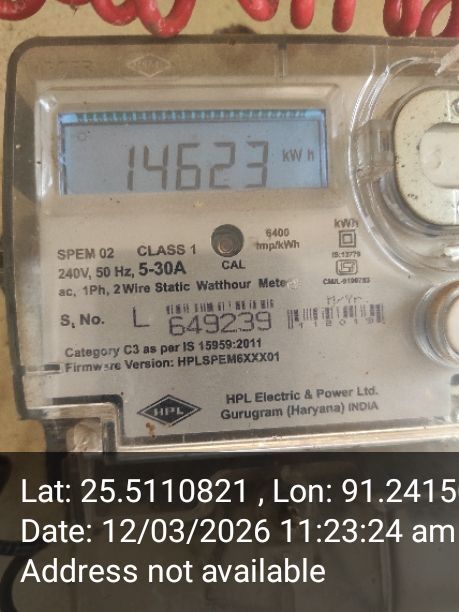 14623 kWh
SPEM 02 CLASS 1 6400 kWh
240V, 50 Hz, 5-30A CAL imp/kWh IS:13779
ac, 1Ph, 2 Wire Static Watthour Meter
S. No. L 649239
Category C3 as per IS 15959:2011
Firmware Version: HPLSPEM6XXX01
HPL HPL Electric & Power Ltd.
Gurugram (Haryana) INDIA
Lat: 25.5110821 , Lon: 91.2415
Date: 12/03/2026 11:23:24 am
Address not available